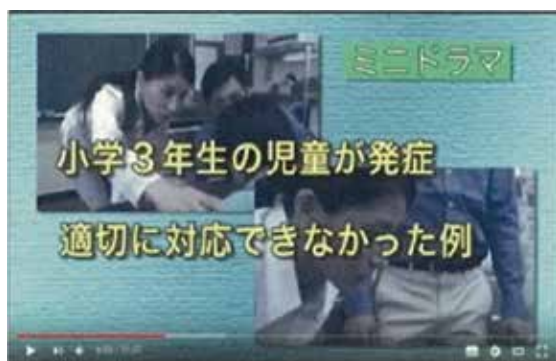 ミニドラマ
小学3年生の児童が発症
適切に対応できなかった例